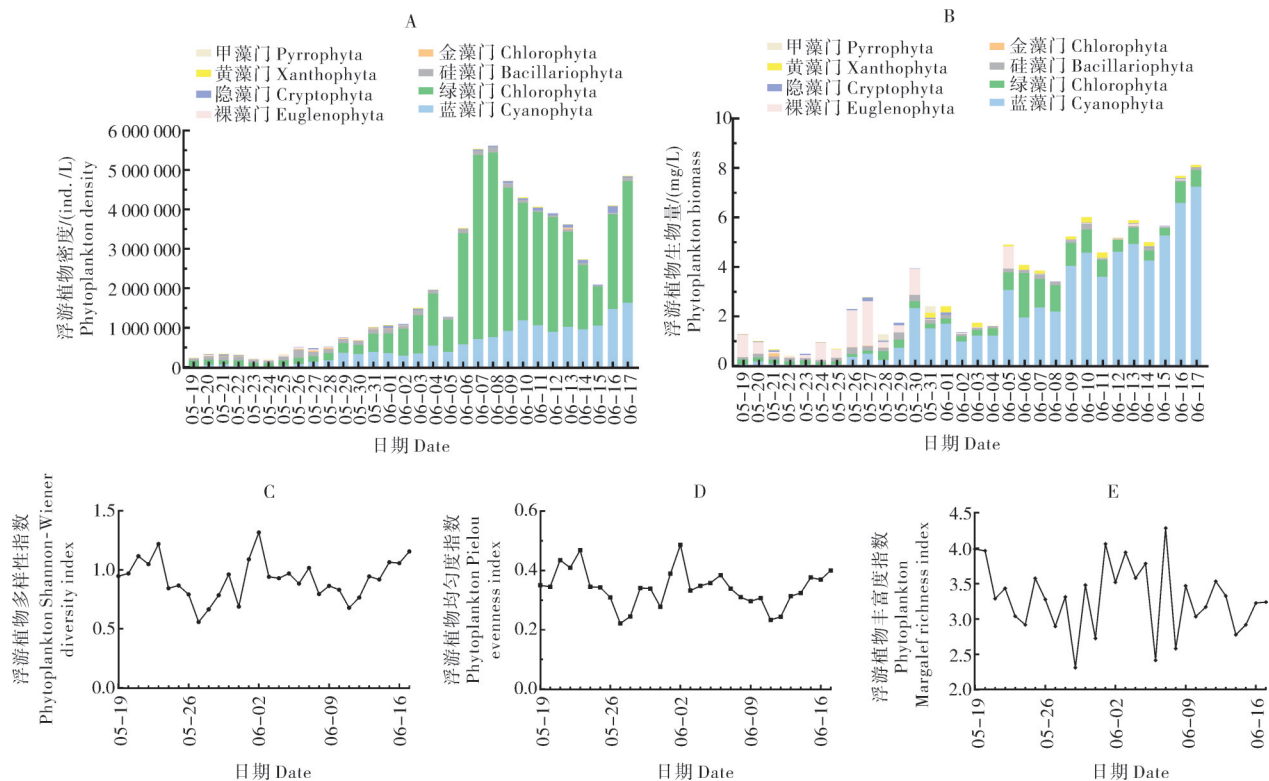 A
甲藻门 Pyrrophyta
黄藻门 Xanthophyta
隐藻门 Cryptophyta
裸藻门 Euglenophyta
金藻门 Chlorophyta
硅藻门 Bacillariophyta
绿藻门 Chlorophyta
蓝藻门 Cyanophyta
浮游植物密度/(ind./L)
Phytoplankton density
6 000 000
5 000 000
4 000 000
3 000 000
2 000 000
1 000 000
0
05-19
05-20
05-21
05-22
05-23
05-24
05-25
05-26
05-27
05-28
05-29
05-30
05-31
06-01
06-02
06-03
06-04
06-05
06-06
06-07
06-08
06-09
06-10
06-11
06-12
06-13
06-14
06-15
06-16
06-17
日期 Date
B
甲藻门 Pyrrophyta
黄藻门 Xanthophyta
隐藻门 Cryptophyta
裸藻门 Euglenophyta
金藻门 Chlorophyta
硅藻门 Bacillariophyta
绿藻门 Chlorophyta
蓝藻门 Cyanophyta
浮游植物生物量/(mg/L)
Phytoplankton biomass
10
8
6
4
2
0
05-19
05-20
05-21
05-22
05-23
05-24
05-25
05-26
05-27
05-28
05-29
05-30
05-31
06-01
06-02
06-03
06-04
06-05
06-06
06-07
06-08
06-09
06-10
06-11
06-12
06-13
06-14
06-15
06-16
06-17
日期 Date
C
浮游植物多样性指数
Phytoplankton Shannon-Wiener
diversity index
1.5
1.0
0.5
0.0
05-19
05-26
06-02
06-09
06-16
日期 Date
D
浮游植物均匀度指数
Phytoplankton Pielou
evenness index
0.6
0.4
0.2
0.0
05-19
05-26
06-02
06-09
06-16
日期 Date
E
浮游植物丰富度指数
Phytoplankton
Margalef richness index
4.5
4.0
3.5
3.0
2.5
2.0
05-19
05-26
06-02
06-09
06-16
日期 Date